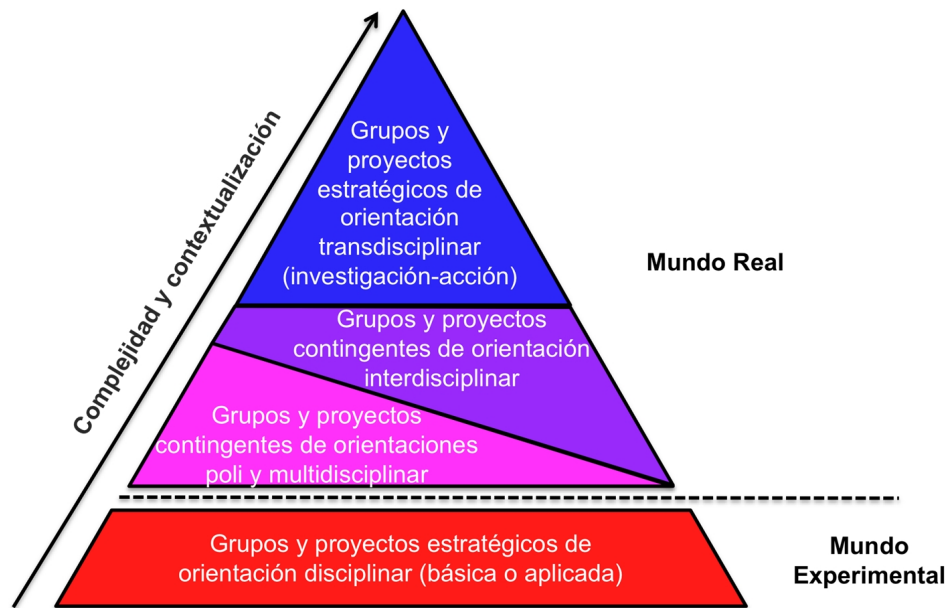 Complejidad y contextualización
Grupos y
proyectos
estratégicos de
orientación
transdisciplinar
(investigación-acción)
Mundo Real
Grupos y proyectos
contingentes de orientación
interdisciplinar
Grupos y proyectos
contingentes de orientaciones
poli y multidisciplinar
Grupos y proyectos estratégicos de
orientación disciplinar (básica o aplicada)
Mundo
Experimental